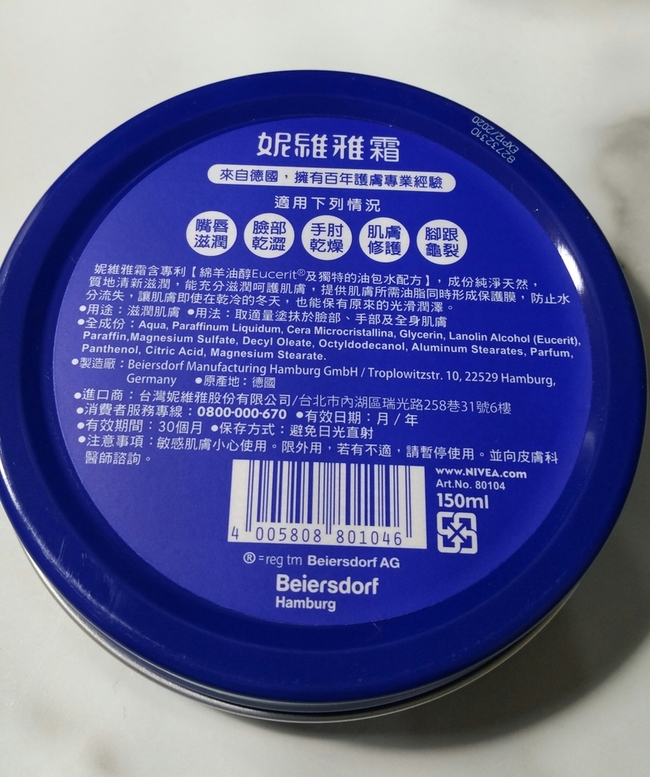 82732310
EXP12/2020
妮維雅霜
來自德國，擁有百年護膚專業經驗
適用下列情況
嘴唇滋潤 臉部乾澀 手肘乾燥 肌膚修護 腳跟龜裂
妮維雅霜含專利【綿羊油醇Eucerit®及獨特的油包水配方】，成份純淨天然，
質地清新滋潤，能充分滋潤呵護肌膚，提供肌膚所需油脂同時形成保護膜，防止水
分流失，讓肌膚即使在乾冷的冬天，也能保有原來的光滑潤澤。
●用途：滋潤肌膚 ●用法：取適量塗抹於臉部、手部及全身肌膚
●全成份：Aqua, Paraffinum Liquidum, Cera Microcristallina, Glycerin, Lanolin Alcohol (Eucerit),
Paraffin,Magnesium Sulfate, Decyl Oleate, Octyldodecanol, Aluminum Stearates, Parfum,
Panthenol, Citric Acid, Magnesium Stearate.
●製造廠：Beiersdorf Manufacturing Hamburg GmbH / Troplowitzstr. 10, 22529 Hamburg,
Germany ●原產地：德國
●進口商：台灣妮維雅股份有限公司/台北市內湖區瑞光路258巷31號6樓
●消費者服務專線：0800-000-670 ●有效日期：月／年
●有效期間：30個月 ●保存方式：避免日光直射
●注意事項：敏感肌膚小心使用。限外用，若有不適，請暫停使用。並向皮膚科
醫師諮詢。
www.NIVEA.com
Art.No. 80104
150ml
4 005808 801046
®=reg tm Beiersdorf AG
Beiersdorf
Hamburg